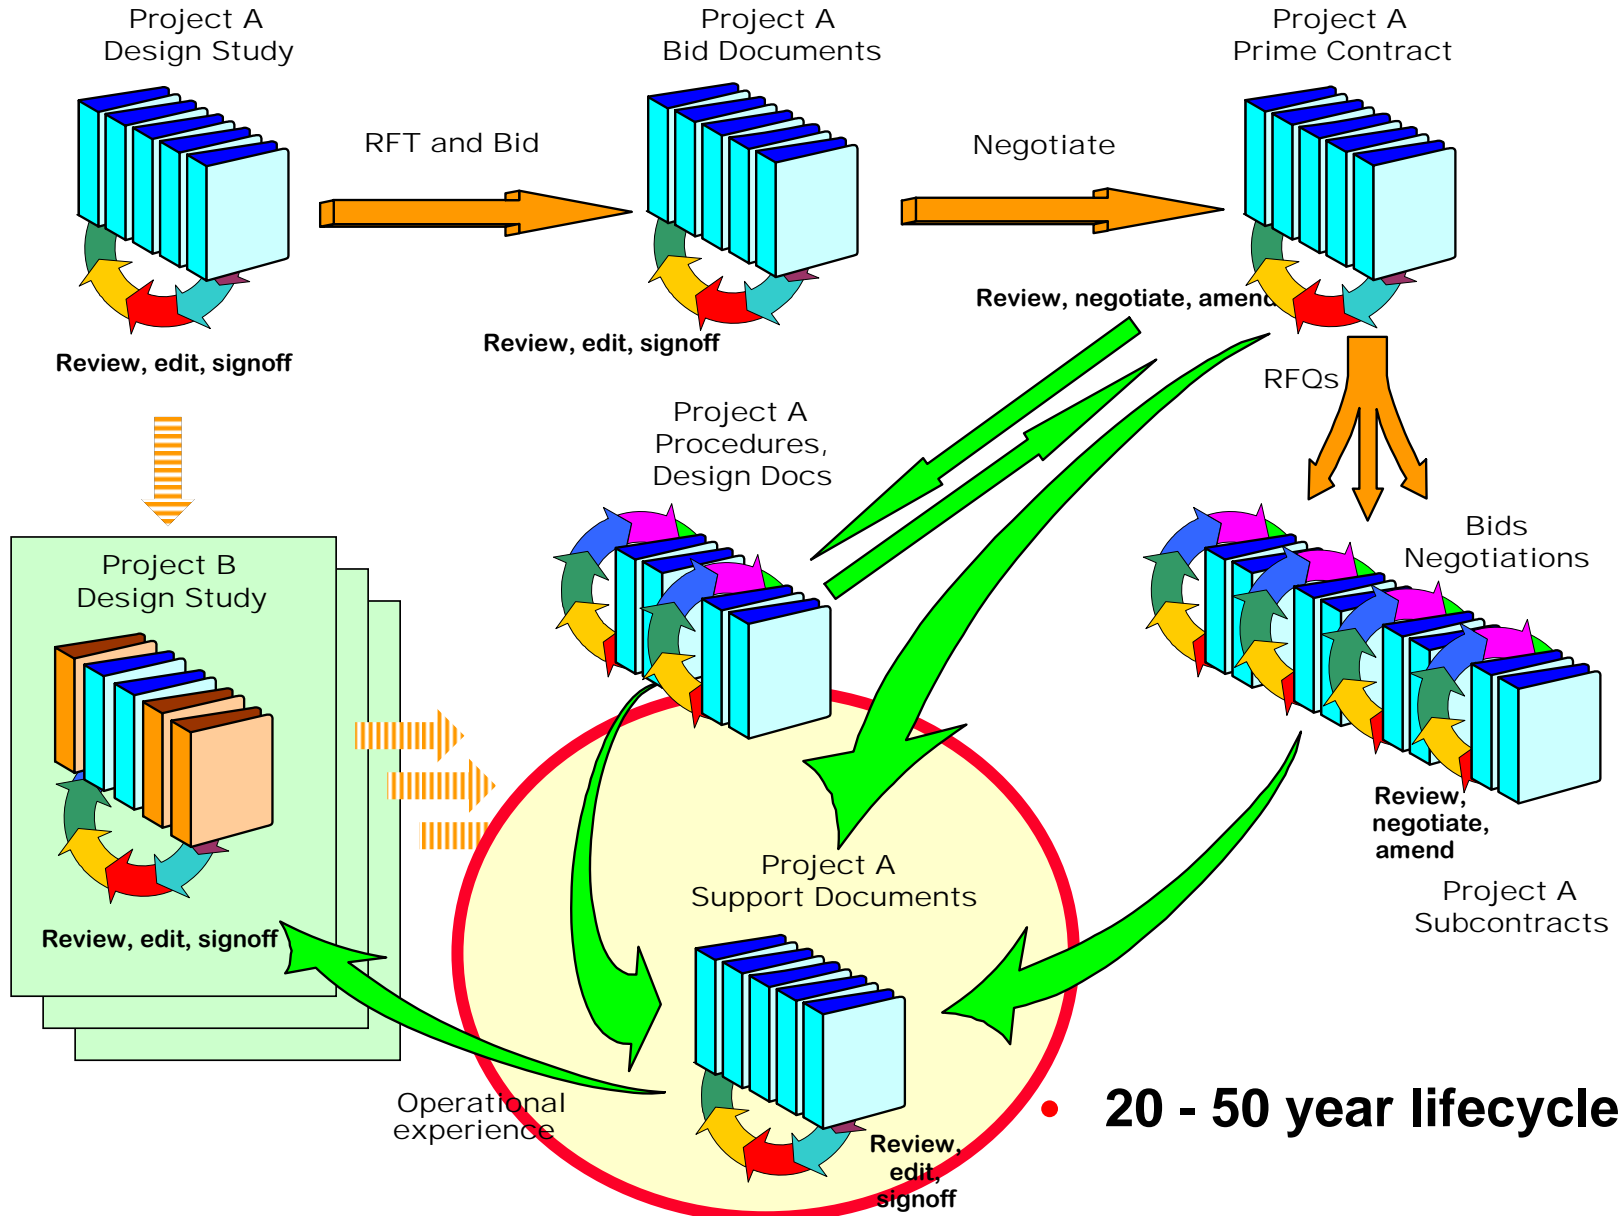 Project A
Design Study
Project A
Bid Documents
Project A
Prime Contract
RFT and Bid
Negotiate
Review, edit, signoff
Review, edit, signoff
Review, negotiate, amend
RFQs
Project A
Procedures,
Design Docs
Bids
Negotiations
Project B
Design Study
Review, edit, signoff
Review,
negotiate,
amend
Project A
Subcontracts
Project A
Support Documents
Operational
experience
Review,
edit,
signoff
• 20 - 50 year lifecycle